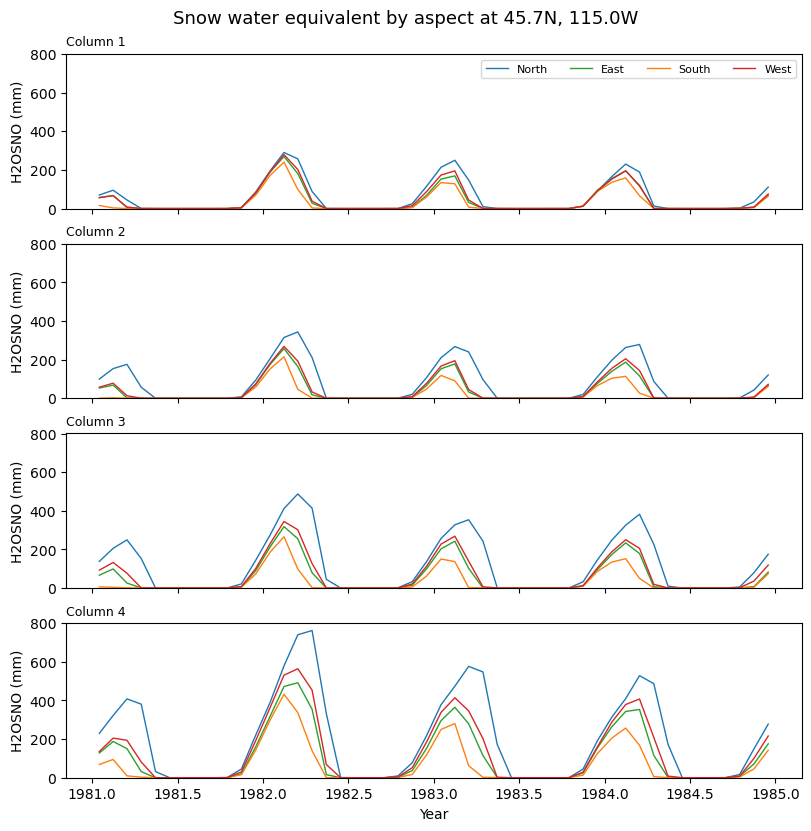 Snow water equivalent by aspect at 45.7N, 115.0W
Column 1
North East South West
H2OSNO (mm)
800
600
400
200
0
Column 2
H2OSNO (mm)
800
600
400
200
0
Column 3
H2OSNO (mm)
800
600
400
200
0
Column 4
H2OSNO (mm)
800
600
400
200
0
1981.0 1981.5 1982.0 1982.5 1983.0 1983.5 1984.0 1984.5 1985.0
Year